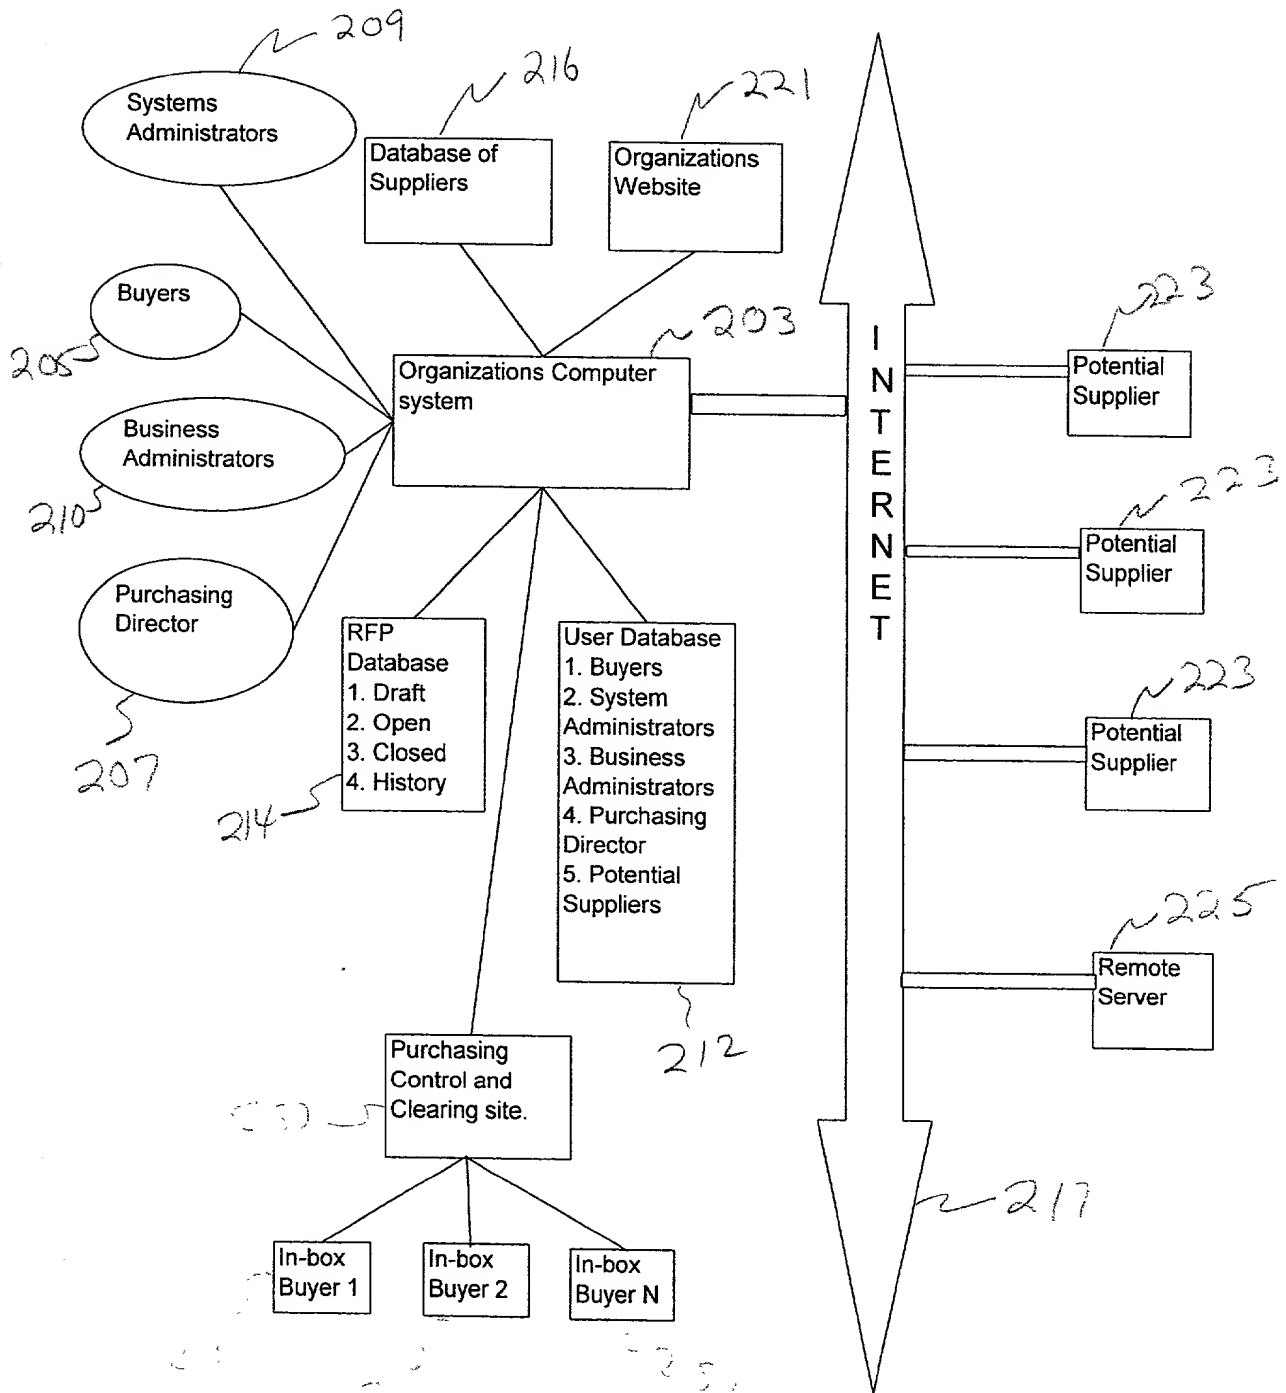 209
216
221
Systems
Administrators
Database of
Suppliers
Organizations
Website
Buyers
205
203
223
Organizations Computer
system
Potential
Supplier
Business
Administrators
210
223
Potential
Supplier
INTERNET
Purchasing
Director
207
RFP
Database
1. Draft
2. Open
3. Closed
4. History
214
User Database
1. Buyers
2. System
Administrators
3. Business
Administrators
4. Purchasing
Director
5. Potential
Suppliers
212
223
Potential
Supplier
225
Remote
Server
Purchasing
Control and
Clearing site.
217
In-box
Buyer 1
In-box
Buyer 2
In-box
Buyer N